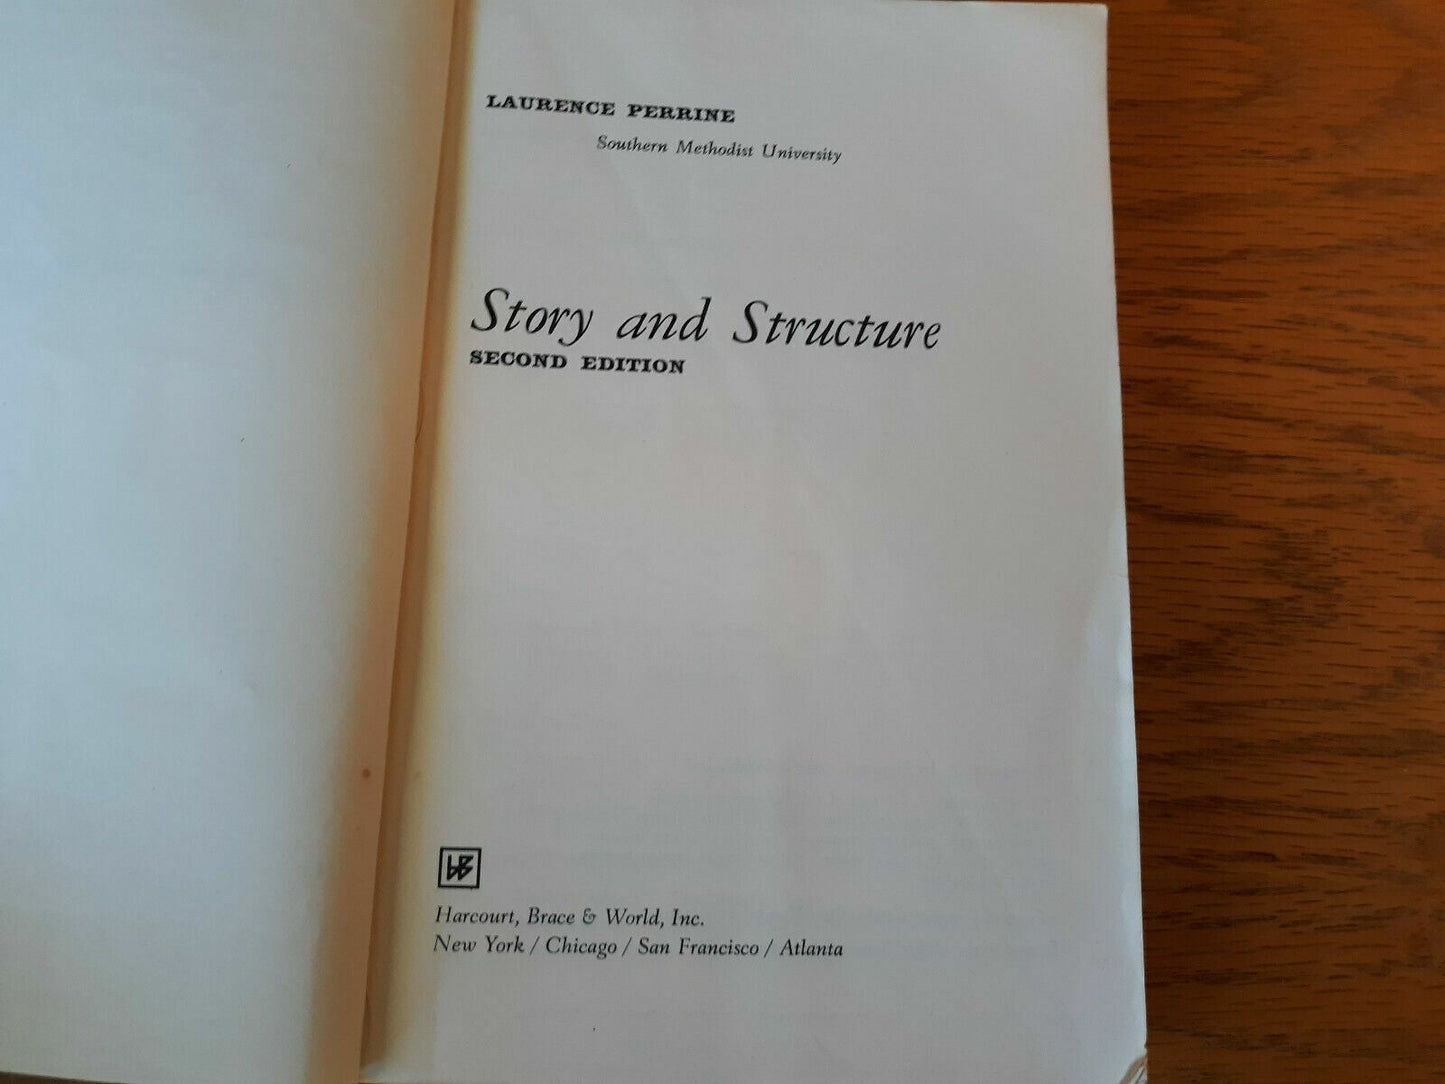 LAURENCE PERRINE
Southern Methodist University
Story and Structure
SECOND EDITION
Harcourt, Brace & World, Inc.
New York / Chicago / San Francisco / Atlanta